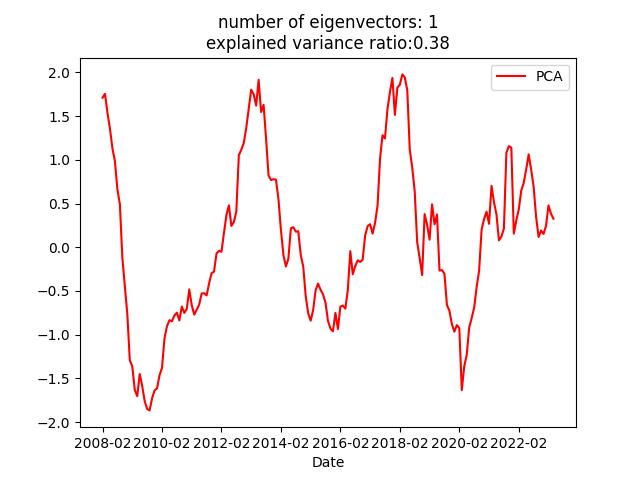 number of eigenvectors: 1
explained variance ratio:0.38
PCA
2.0
1.5
1.0
0.5
0.0
−0.5
−1.0
−1.5
−2.0
2008-02 2010-02 2012-02 2014-02 2016-02 2018-02 2020-02 2022-02
Date